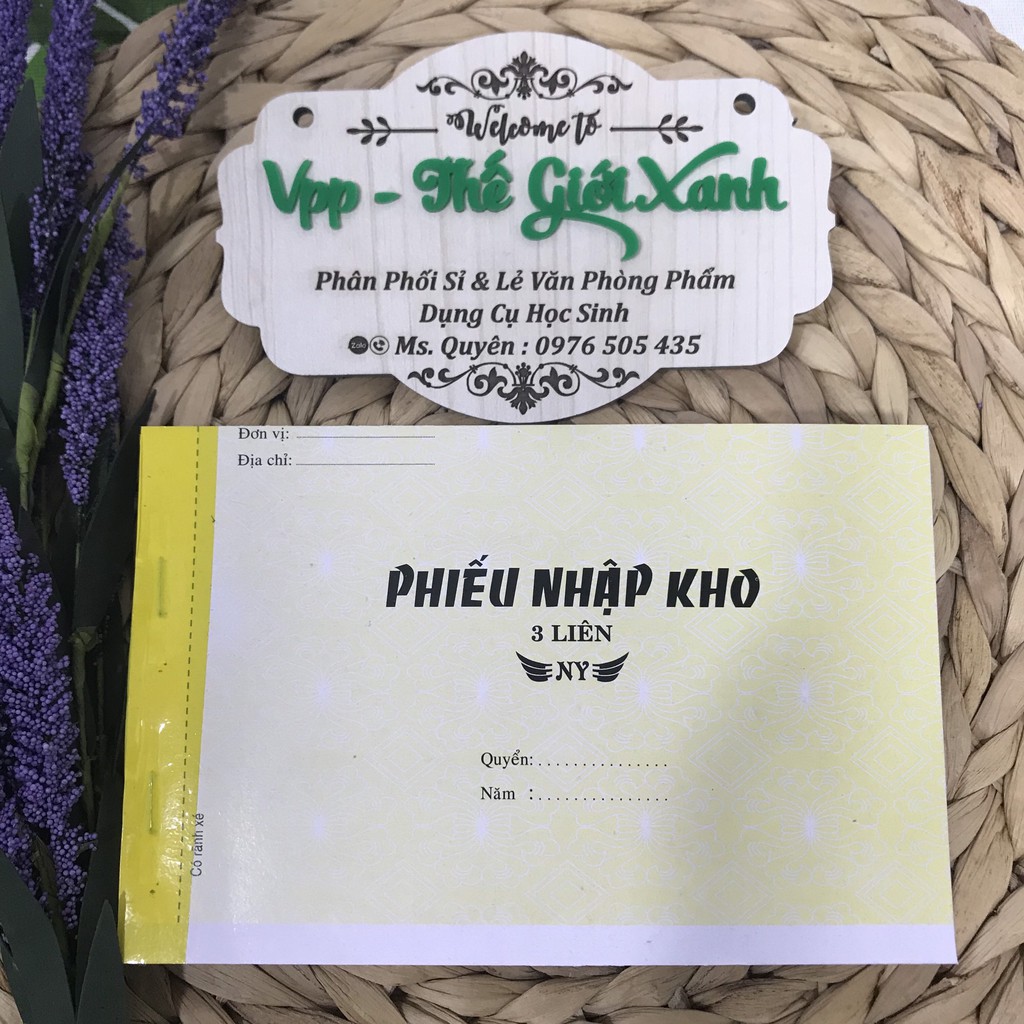 Welcome to
Vpp - Thế Giới Xanh
Phân Phối Sỉ & Lẻ Văn Phòng Phẩm
Dụng Cụ Học Sinh
Zalo Ms. Quyên : 0976 505 435
Đơn vị:
Địa chỉ:
PHIẾU NHẬP KHO
3 LIÊN
NY
Quyển: ...............
Năm : ...............
Có rãnh xé